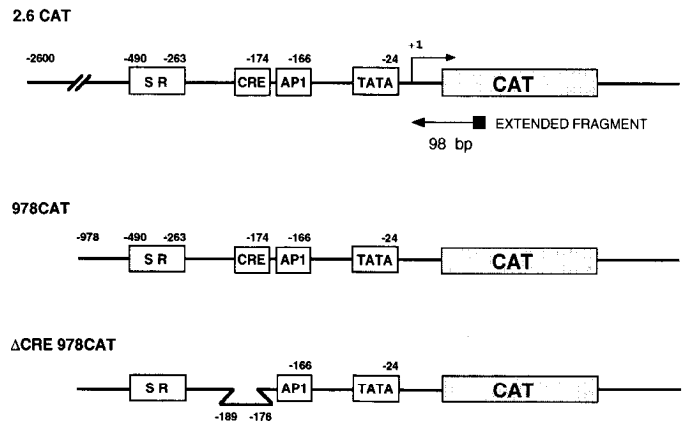 2.6 CAT
-2600 -490 -263 -174 -166 -24 +1
S R CRE AP1 TATA CAT
EXTENDED FRAGMENT
98 bp
978CAT
-978 -490 -263 -174 -166 -24
S R CRE AP1 TATA CAT
ΔCRE 978CAT
-166 -24
S R AP1 TATA CAT
-189 -176